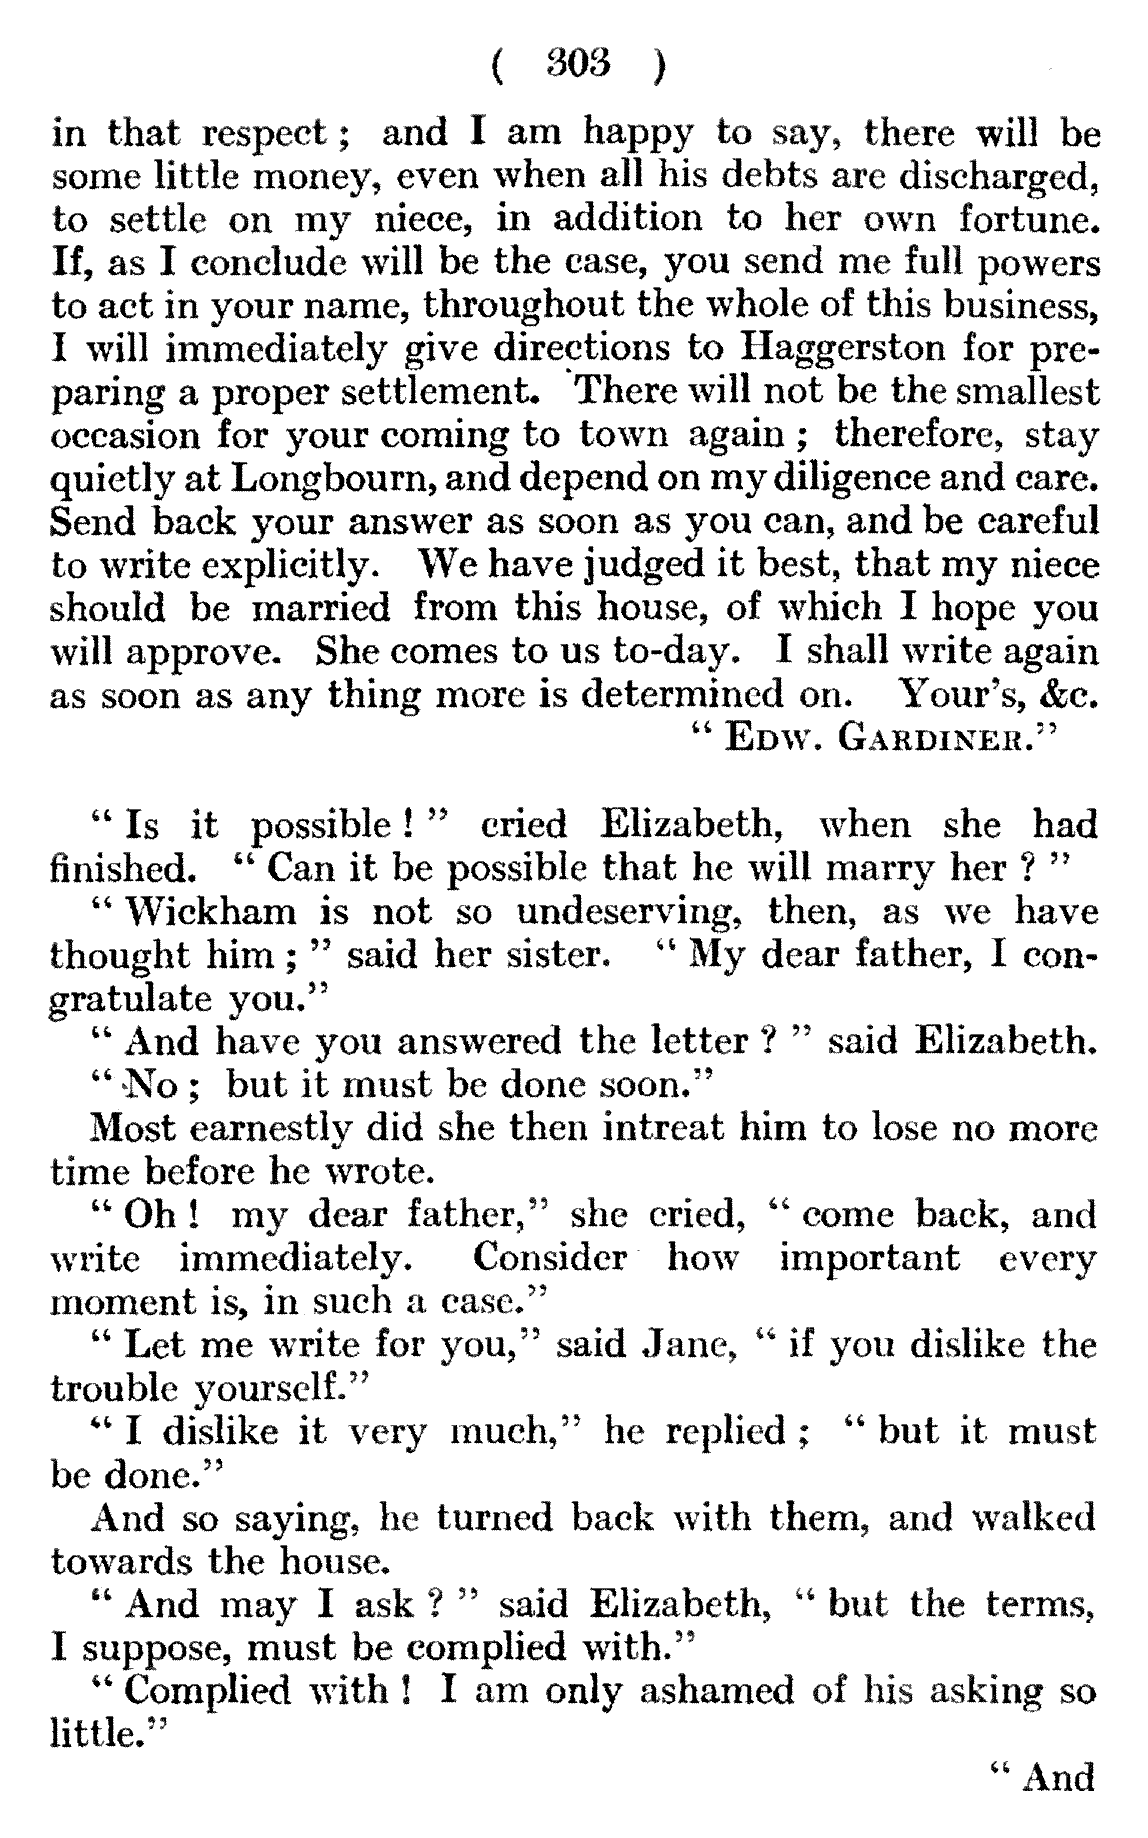 ( 303 )
in that respect ; and I am happy to say, there will be
some little money, even when all his debts are discharged,
to settle on my niece, in addition to her own fortune.
If, as I conclude will be the case, you send me full powers
to act in your name, throughout the whole of this business,
I will immediately give directions to Haggerston for pre-
paring a proper settlement. There will not be the smallest
occasion for your coming to town again ; therefore, stay
quietly at Longbourn, and depend on my diligence and care.
Send back your answer as soon as you can, and be careful
to write explicitly. We have judged it best, that my niece
should be married from this house, of which I hope you
will approve. She comes to us to-day. I shall write again
as soon as any thing more is determined on. Your's, &c.
“ EDW. GARDINER.”
“ Is it possible ! ” cried Elizabeth, when she had
finished. “ Can it be possible that he will marry her ? ”
“ Wickham is not so undeserving, then, as we have
thought him ; ” said her sister. “ My dear father, I con-
gratulate you.”
“ And have you answered the letter ? ” said Elizabeth.
“ No ; but it must be done soon.”
Most earnestly did she then intreat him to lose no more
time before he wrote.
“ Oh ! my dear father,” she cried, “ come back, and
write immediately. Consider how important every
moment is, in such a case.”
“ Let me write for you,” said Jane, “ if you dislike the
trouble yourself.”
“ I dislike it very much,” he replied ; “ but it must
be done.”
And so saying, he turned back with them, and walked
towards the house.
“ And may I ask ? ” said Elizabeth, “ but the terms,
I suppose, must be complied with.”
“ Complied with ! I am only ashamed of his asking so
little.”
“ And